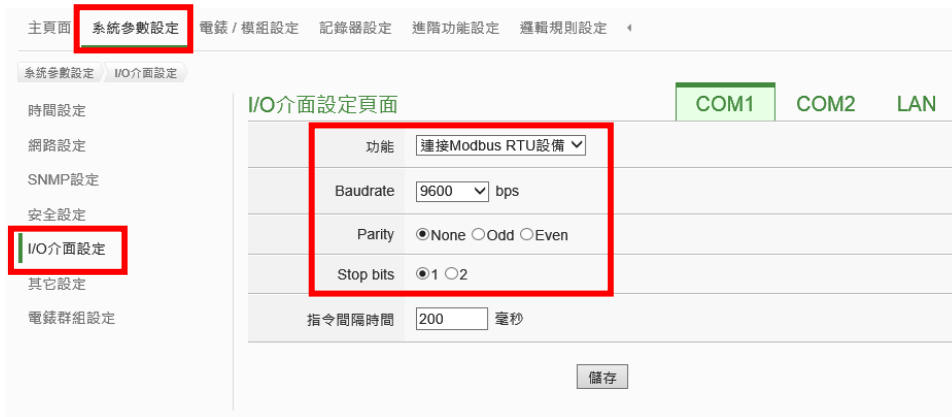 主頁面 系統參數設定 電錶 / 模組設定 記錄器設定 進階功能設定 邏輯規則設定
系統參數設定 I/O介面設定
時間設定
網路設定
SNMP設定
安全設定
I/O介面設定
其它設定
電錶群組設定
I/O介面設定頁面 COM1 COM2 LAN
功能 連接Modbus RTU設備
Baudrate 9600 bps
Parity None Odd Even
Stop bits 1 2
指令間隔時間 200 毫秒
儲存